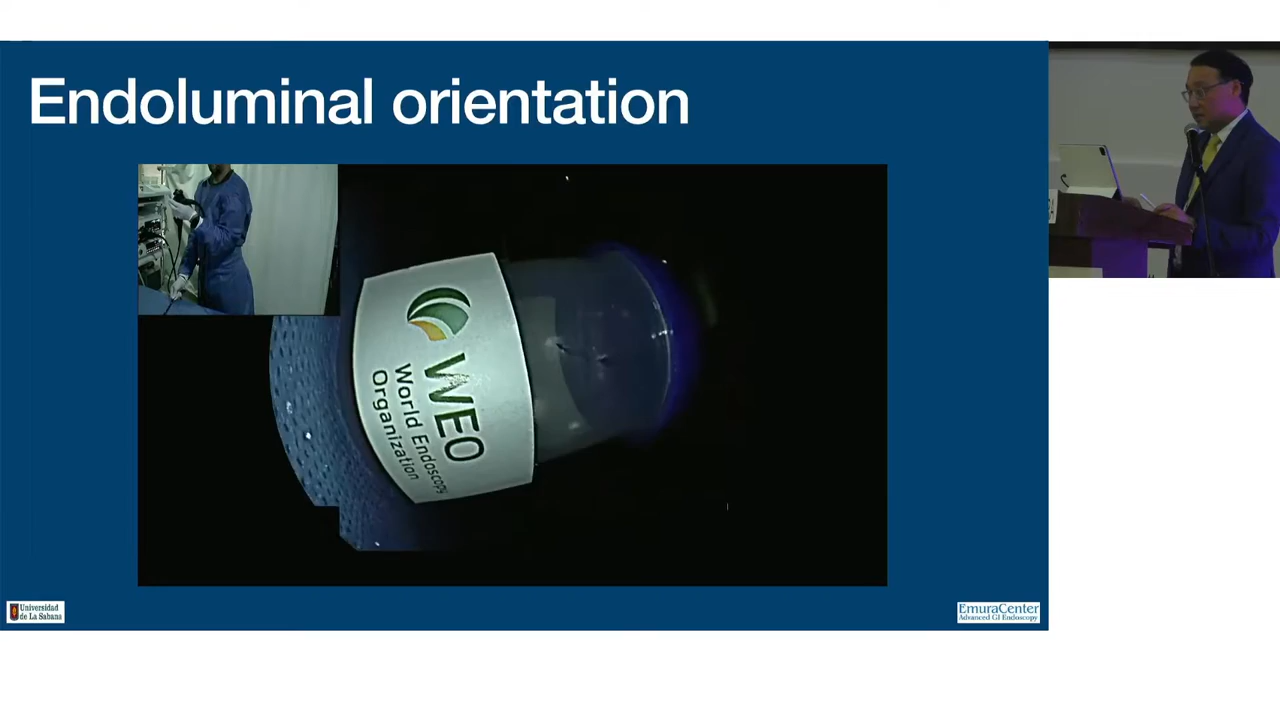 Endoluminal orientation
WEO
World Endoscopy
Organization
Universidad
de La Sabana
EmuraCenter
Advanced GI Endoscopy